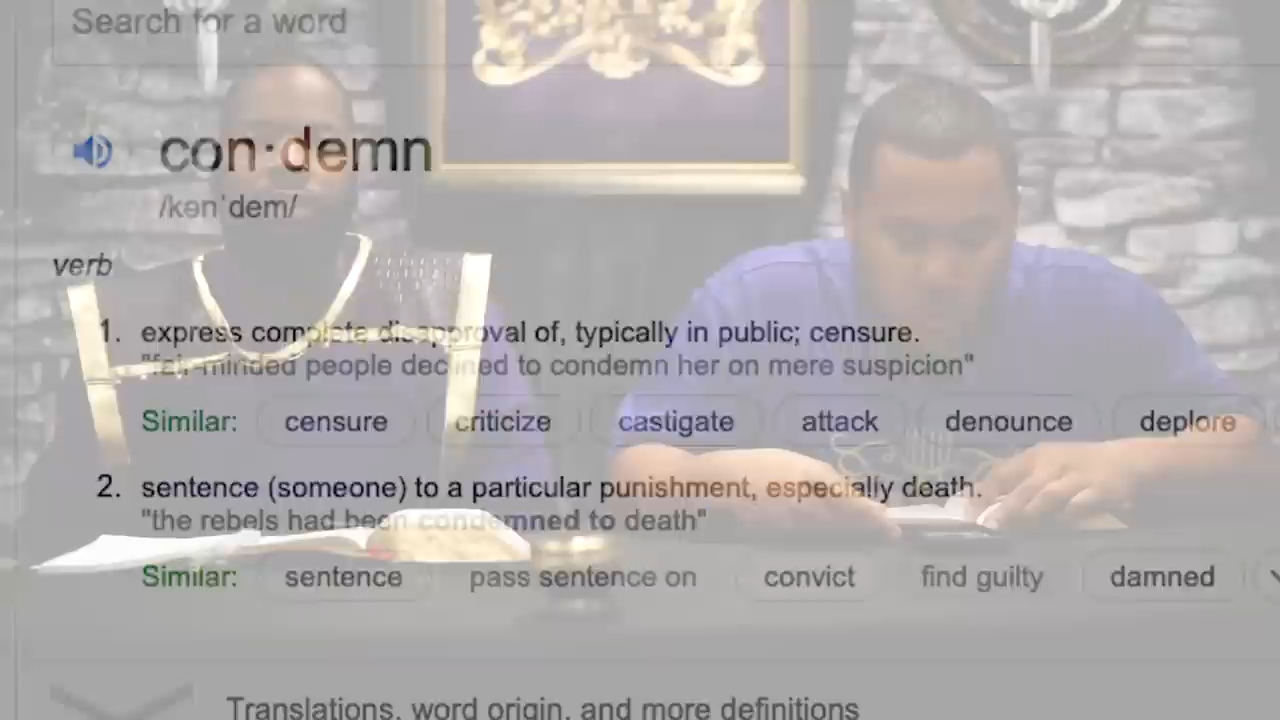 Search for a word
con·demn
/kənˈdem/
verb
1. express complete disapproval of, typically in public; censure.
"fair-minded people declined to condemn her on mere suspicion"
Similar: censure criticize castigate attack denounce deplore
2. sentence (someone) to a particular punishment, especially death.
"the rebels had been condemned to death"
Similar: sentence pass sentence on convict find guilty damned
Translations, word origin, and more definitions